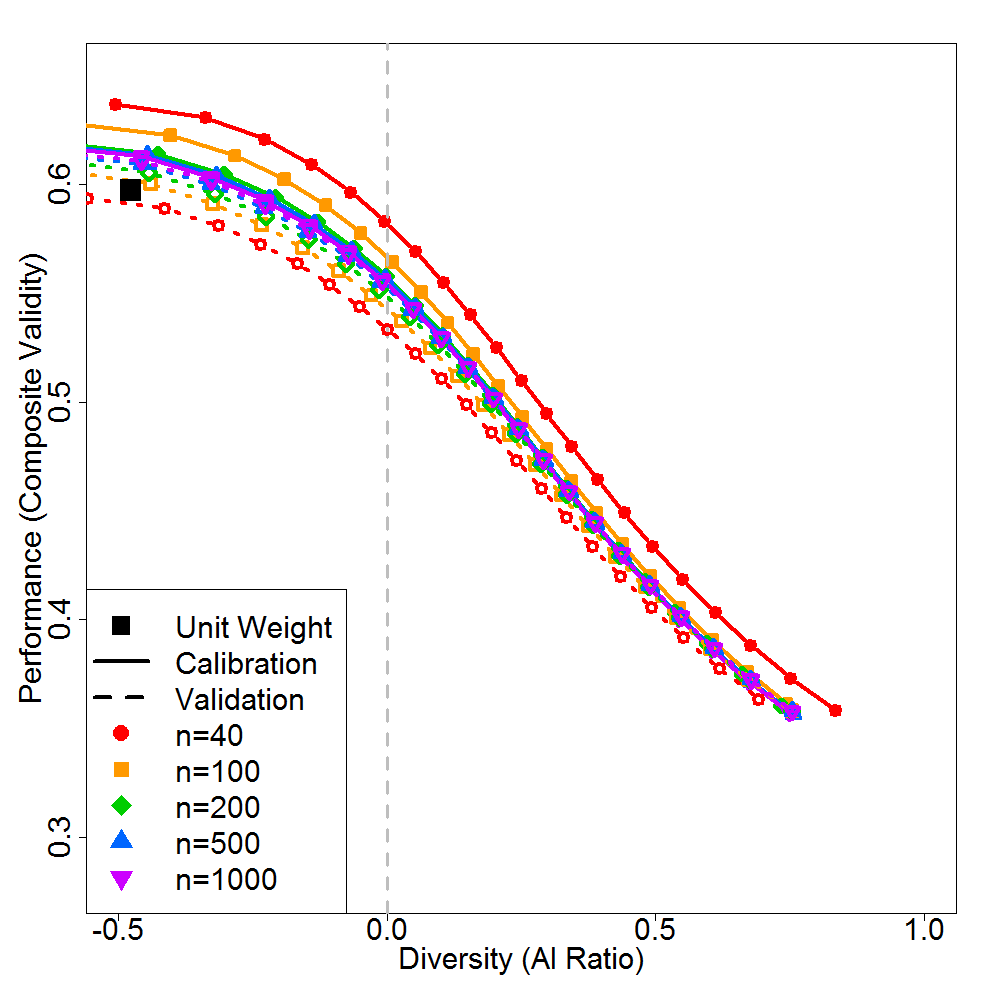 Performance (Composite Validity)
0.6
0.5
0.4
0.3
Unit Weight
Calibration
Validation
n=40
n=100
n=200
n=500
n=1000
-0.5
0.0
0.5
1.0
Diversity (AI Ratio)